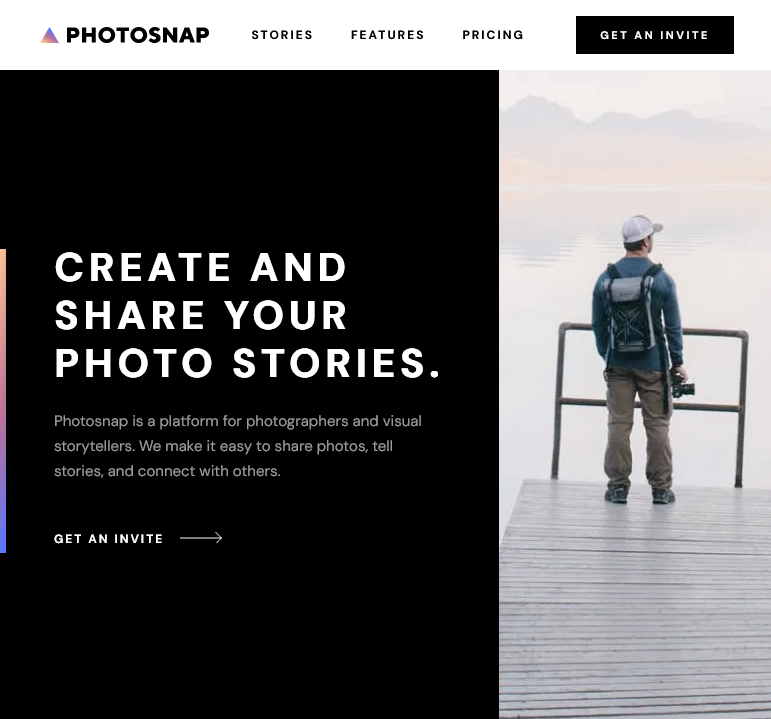 PHOTOSNAP
STORIES FEATURES PRICING GET AN INVITE
CREATE AND
SHARE YOUR
PHOTO STORIES.
Photosnap is a platform for photographers and visual
storytellers. We make it easy to share photos, tell
stories, and connect with others.
GET AN INVITE